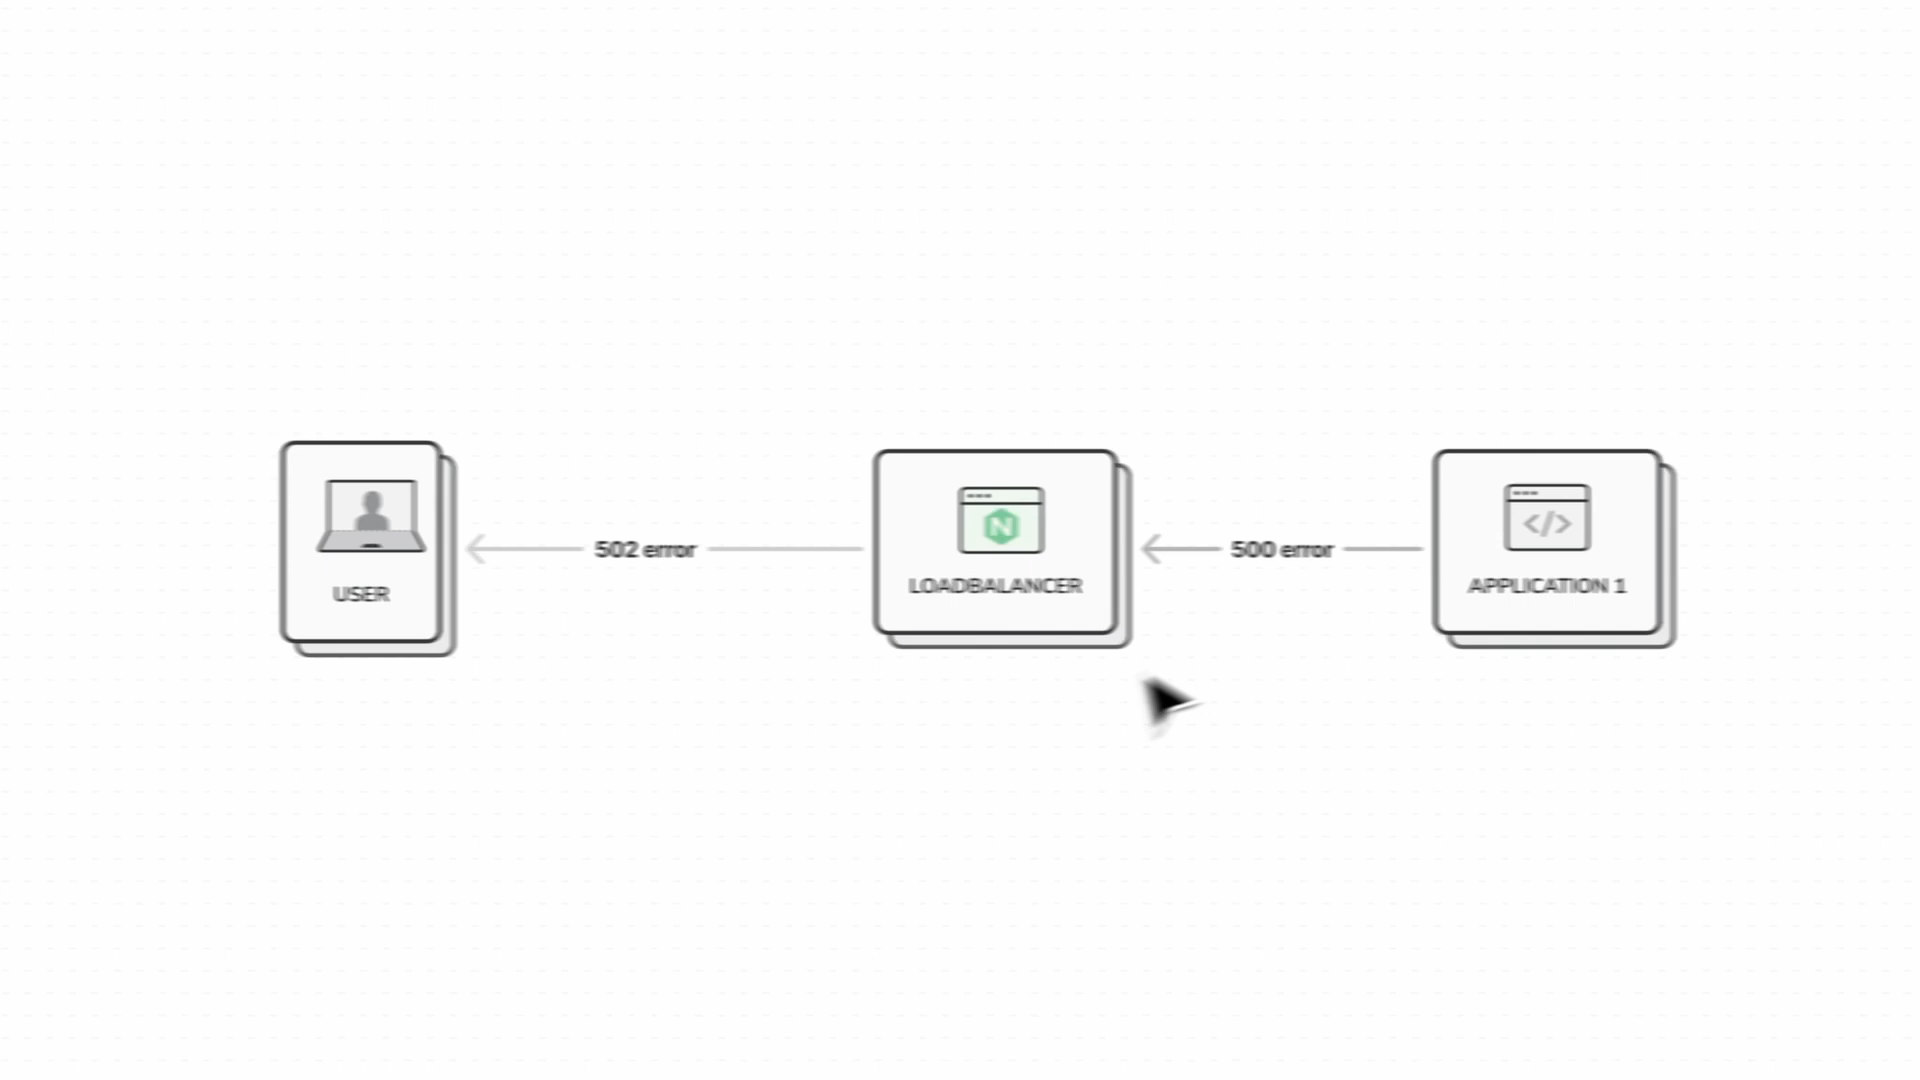 502 error
500 error
USER
LOADBALANCER
APPLICATION 1
N